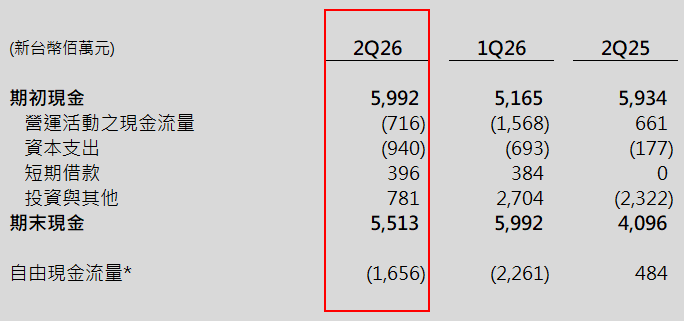 (新台幣佰萬元) 2Q26 1Q26 2Q25
期初現金 5,992 5,165 5,934
營運活動之現金流量 (716) (1,568) 661
資本支出 (940) (693) (177)
短期借款 396 384 0
投資與其他 781 2,704 (2,322)
期末現金 5,513 5,992 4,096
自由現金流量* (1,656) (2,261) 484